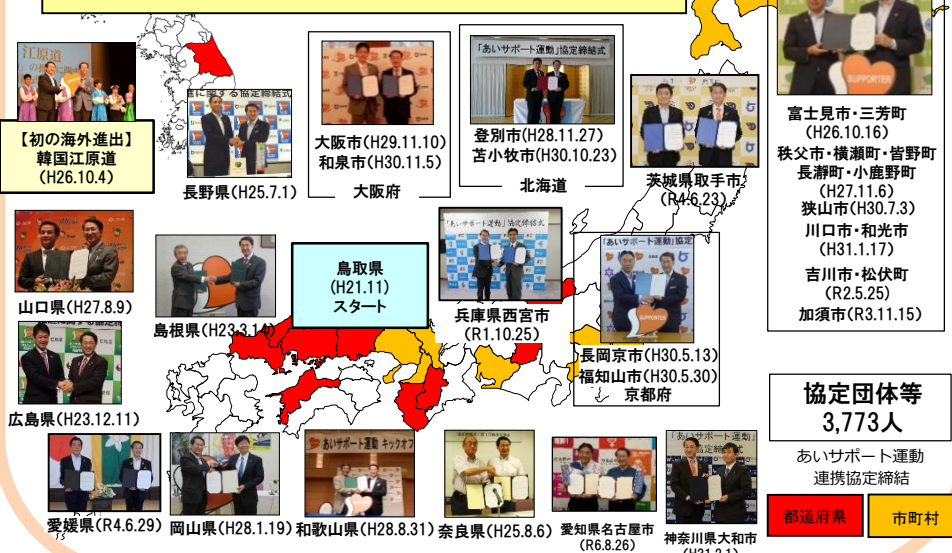 【初の海外進出】
韓国江原道
(H26.10.4)
長野県(H25.7.1)
大阪市(H29.11.10)
和泉市(H30.11.5)
大阪府
「あいサポート運動」協定締結式
登別市(H28.11.27)
苫小牧市(H30.10.23)
北海道
茨城県取手市
(R4.6.23)
SUPPORTER
富士見市・三芳町
(H26.10.16)
秩父市・横瀬町・皆野町
長瀞町・小鹿野町
(H27.11.6)
狭山市(H30.7.3)
川口市・和光市
(H31.1.17)
吉川市・松伏町
(R2.5.25)
加須市(R3.11.15)
山口県(H27.8.9)
島根県(H23.3.14)
鳥取県
(H21.11)
スタート
「あいサポート運動」協定締結式
兵庫県西宮市
(R1.10.25)
「あいサポート運動」協定
SUPPORTER
長岡京市(H30.5.13)
福知山市(H30.5.30)
京都府
広島県(H23.12.11)
協定団体等
3,773人
あいサポート運動
連携協定締結
都道府県
市町村
愛媛県(R4.6.29)
岡山県(H28.1.19)
あいサポート運動 キックオフ
和歌山県(H28.8.31)
奈良県(H25.8.6)
愛知県名古屋市
(R6.8.26)
神奈川県大和市